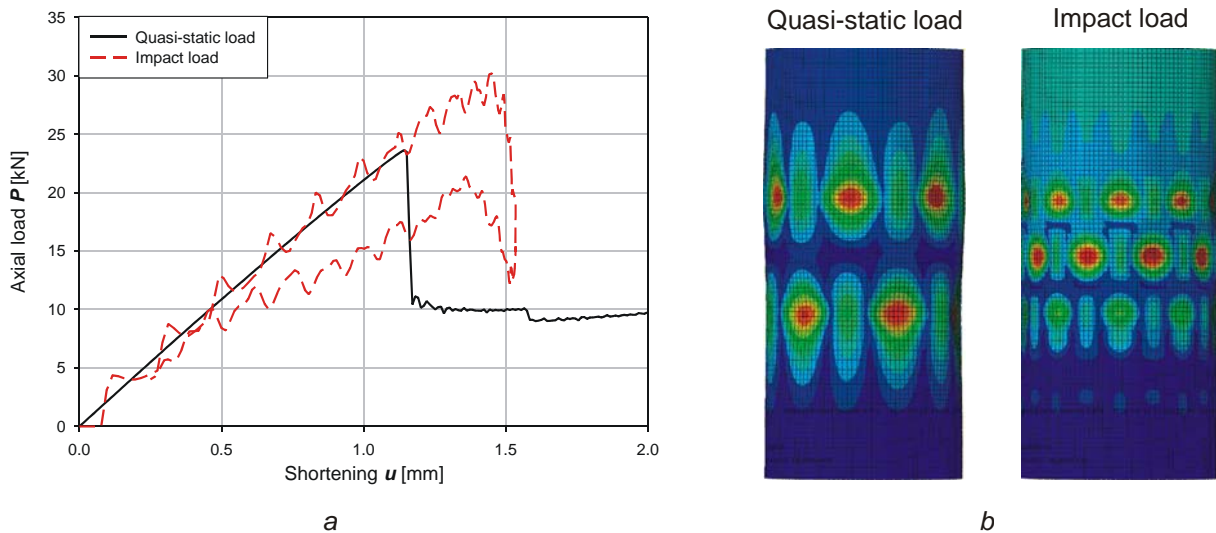 35
30
25
20
15
10
5
0
Axial load P [kN]
Quasi-static load
Impact load
0.0 0.5 1.0 1.5 2.0
Shortening u [mm]
a
Quasi-static load Impact load
b